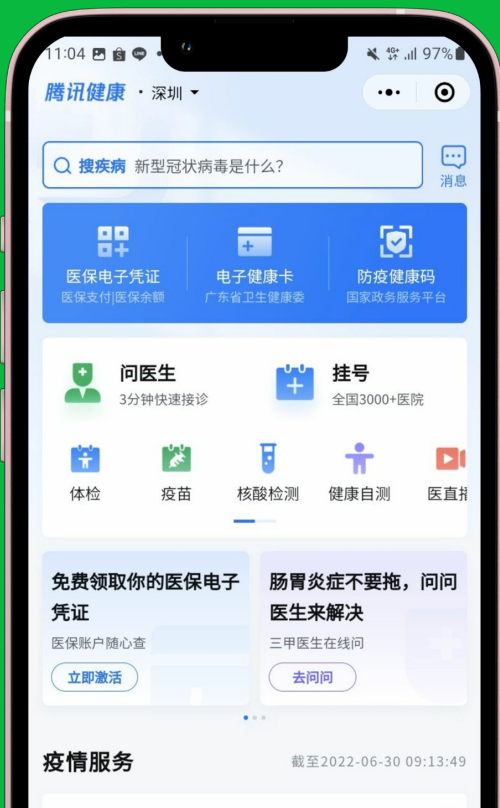 11:04
4G+
97%
腾讯健康 · 深圳
搜疾病 新型冠状病毒是什么?
消息
医保电子凭证 电子健康卡 防疫健康码
医保支付|医保余额 广东省卫生健康委 国家政务服务平台
问医生 挂号
3分钟快速接诊 全国3000+医院
体检 疫苗 核酸检测 健康自测 医直播
免费领取你的医保电子
凭证
医保账户随心查
立即激活
肠胃炎症不要拖，问问
医生来解决
三甲医生在线问
去问问
疫情服务 截至2022-06-30 09:13:49